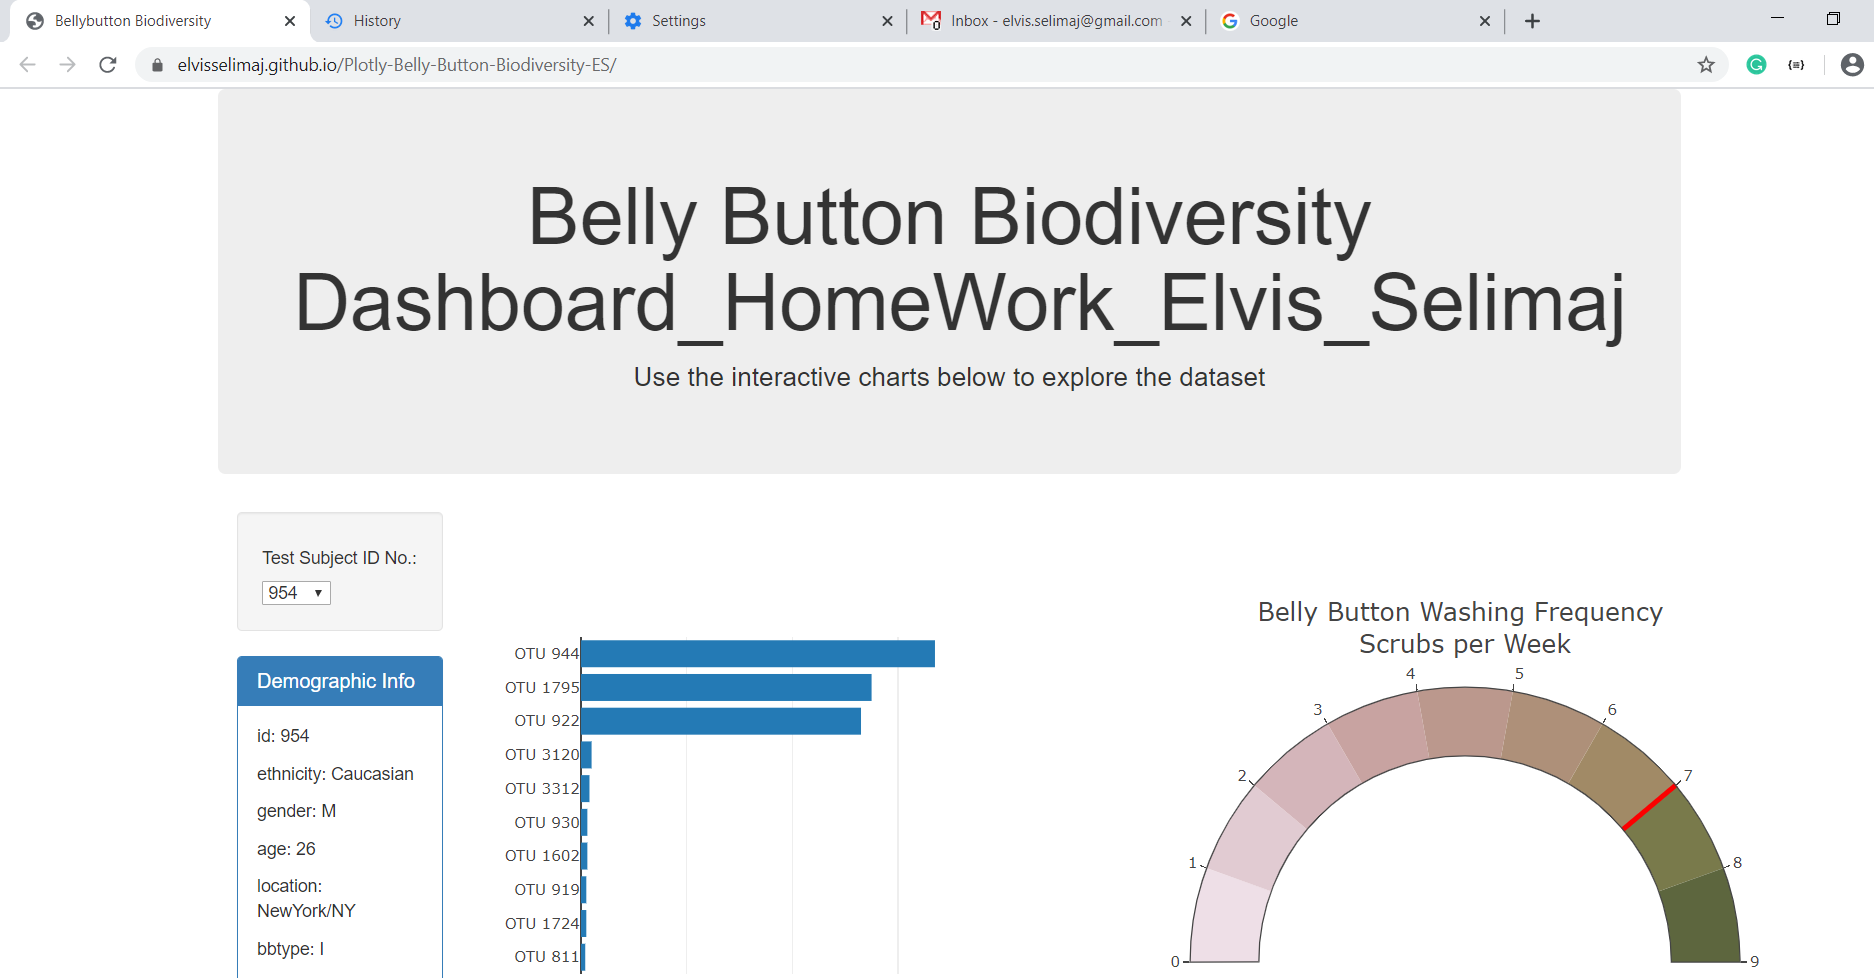 Bellybutton Biodiversity
History
Settings
Inbox - elvis.selimaj@gmail.com -
Google
elvisselimaj.github.io/Plotly-Belly-Button-Biodiversity-ES/
Belly Button Biodiversity
Dashboard_HomeWork_Elvis_Selimaj
Use the interactive charts below to explore the dataset
Test Subject ID No.:
954
Demographic Info
id: 954
ethnicity: Caucasian
gender: M
age: 26
location:
NewYork/NY
bbtype: I
OTU 944
OTU 1795
OTU 922
OTU 3120
OTU 3312
OTU 930
OTU 1602
OTU 919
OTU 1724
OTU 811
Belly Button Washing Frequency
Scrubs per Week
0
1
2
3
4
5
6
7
8
9